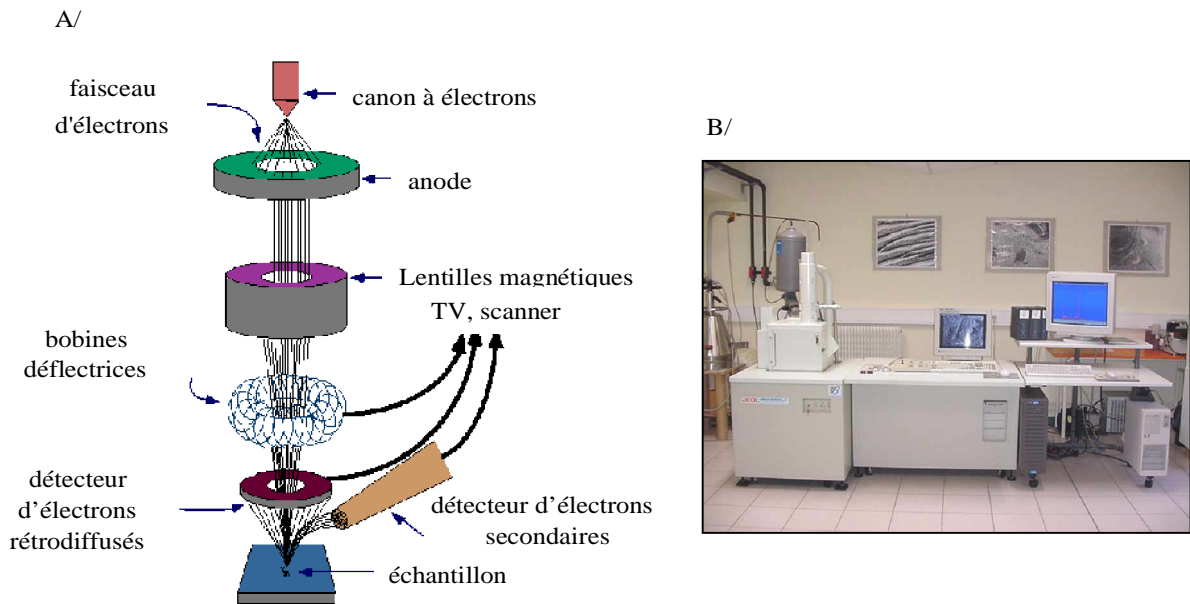 A/
faisceau
d'électrons
canon à électrons
anode
Lentilles magnétiques
TV, scanner
bobines
déflectrices
détecteur
d’électrons
rétrodiffusés
détecteur d’électrons
secondaires
échantillon
B/
JEOL